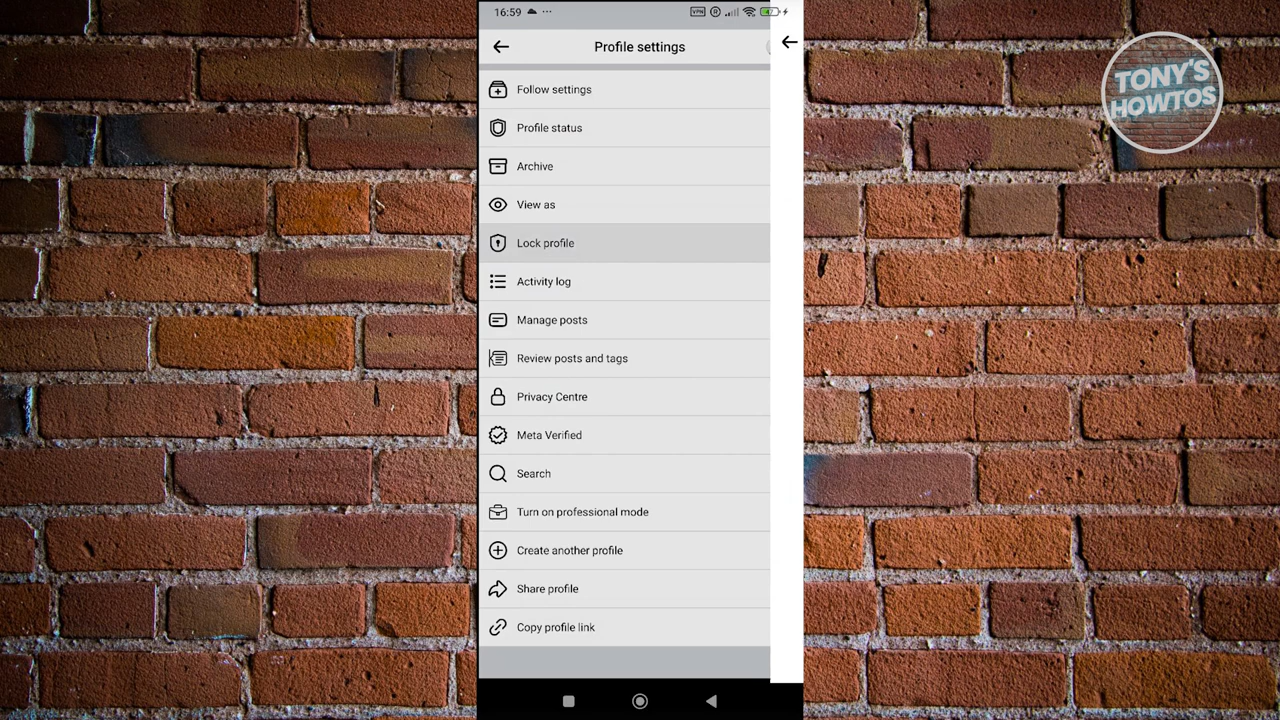 16:59
VPN
R
47
Profile settings
Follow settings
Profile status
Archive
View as
Lock profile
Activity log
Manage posts
Review posts and tags
Privacy Centre
Meta Verified
Search
Turn on professional mode
Create another profile
Share profile
Copy profile link
TONY'S
HOWTOS